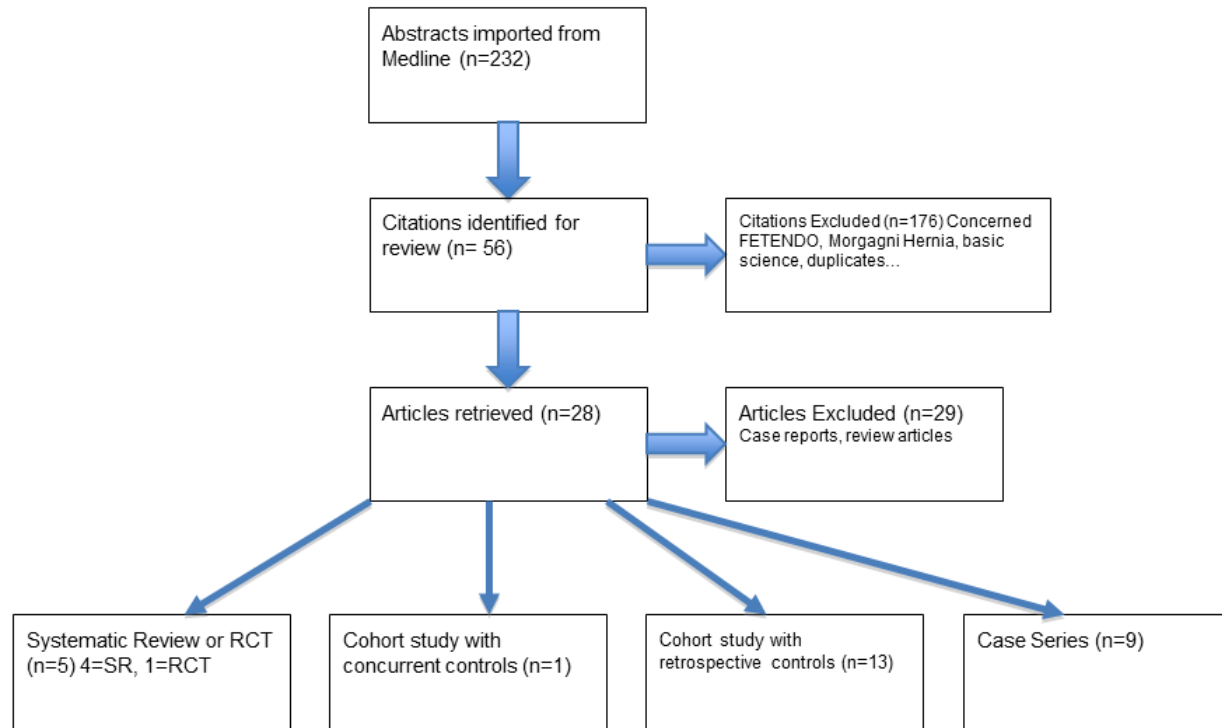 Abstracts imported from
Medline (n=232)
Citations identified for
review (n= 56)
Citations Excluded (n=176) Concerned
FETENDO, Morgagni Hernia, basic
science, duplicates…
Articles retrieved (n=28)
Articles Excluded (n=29)
Case reports, review articles
Systematic Review or RCT
(n=5) 4=SR, 1=RCT
Cohort study with
concurrent controls (n=1)
Cohort study with
retrospective controls (n=13)
Case Series (n=9)